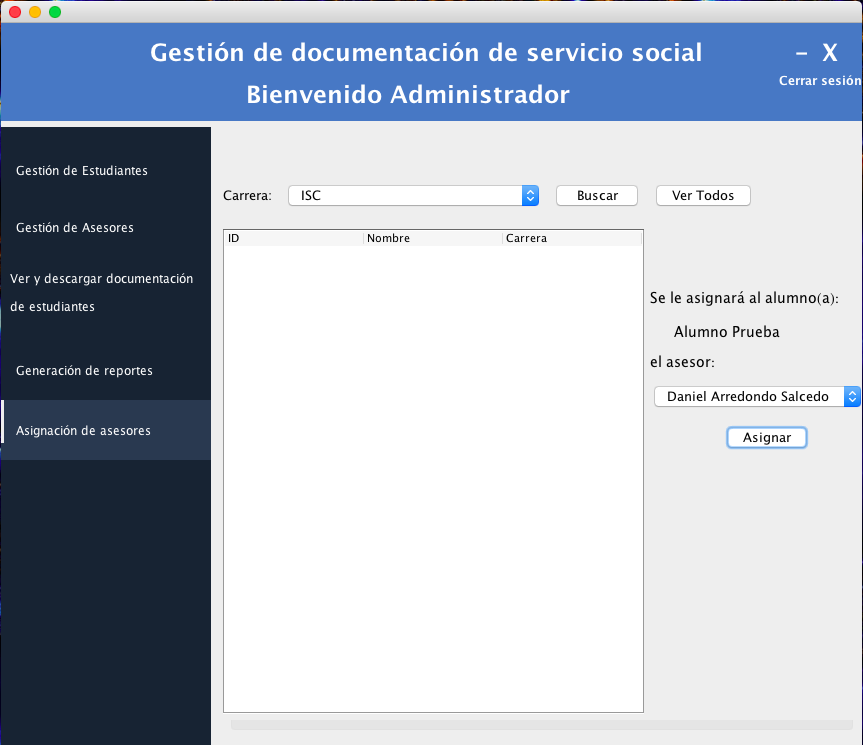 Gestión de documentación de servicio social
– X
Bienvenido Administrador
Cerrar sesión
Gestión de Estudiantes
Gestión de Asesores
Ver y descargar documentación
de estudiantes
Generación de reportes
Asignación de asesores
Carrera: ISC Buscar Ver Todos
ID Nombre Carrera
Se le asignará al alumno(a):
Alumno Prueba
el asesor:
Daniel Arredondo Salcedo
Asignar